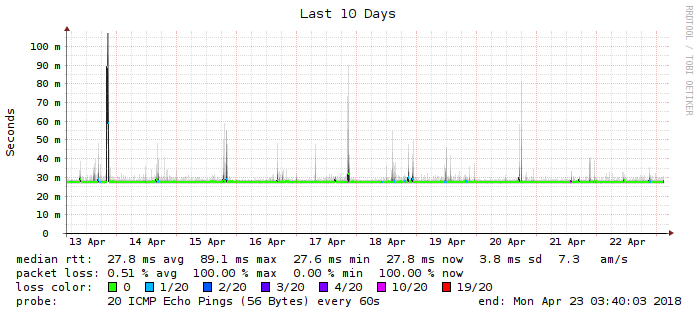 Last 10 Days
RRDTOOL / TOBI OETIKER
Seconds
100 m
90 m
80 m
70 m
60 m
50 m
40 m
30 m
20 m
10 m
0
13 Apr 14 Apr 15 Apr 16 Apr 17 Apr 18 Apr 19 Apr 20 Apr 21 Apr 22 Apr
median rtt: 27.8 ms avg 89.1 ms max 27.6 ms min 27.8 ms now 3.8 ms sd 7.3 am/s
packet loss: 0.51 % avg 100.00 % max 0.00 % min 100.00 % now
loss color: 0 1/20 2/20 3/20 4/20 10/20 19/20
probe: 20 ICMP Echo Pings (56 Bytes) every 60s end: Mon Apr 23 03:40:03 2018